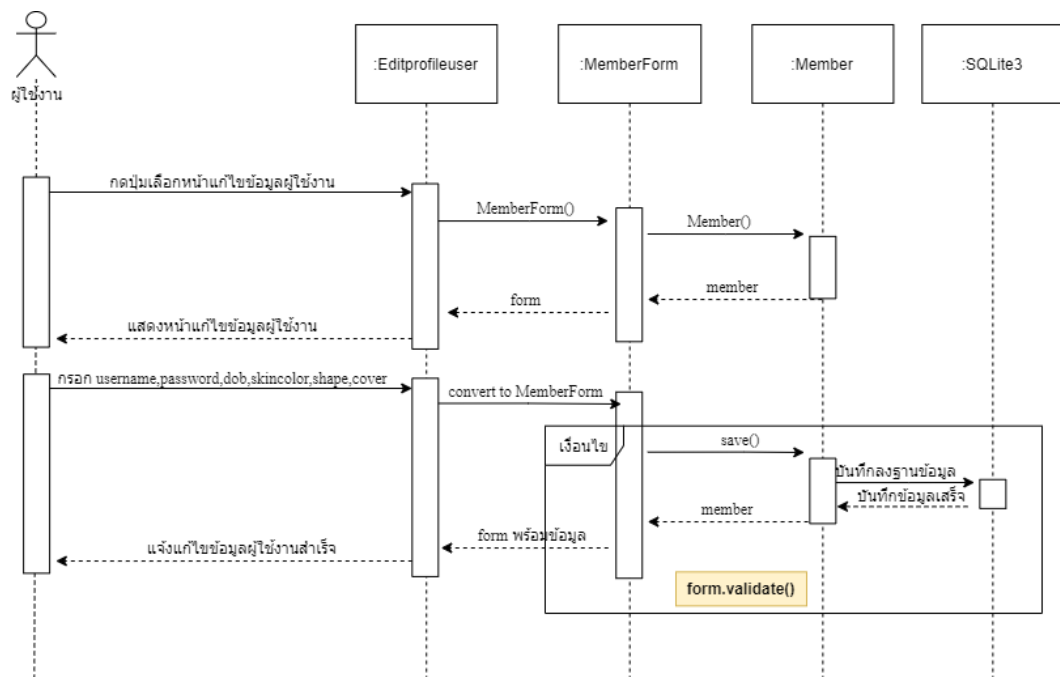 ผู้ใช้งาน
:Editprofileuser
:MemberForm
:Member
:SQLite3
กดปุ่มเลือกหน้าแก้ไขข้อมูลผู้ใช้งาน
MemberForm()
Member()
member
form
แสดงหน้าแก้ไขข้อมูลผู้ใช้งาน
กรอก username,password,dob,skincolor,shape,cover
convert to MemberForm
เงื่อนไข
save()
บันทึกลงฐานข้อมูล
บันทึกข้อมูลเสร็จ
member
form พร้อมข้อมูล
แจ้งแก้ไขข้อมูลผู้ใช้งานสำเร็จ
form.validate()